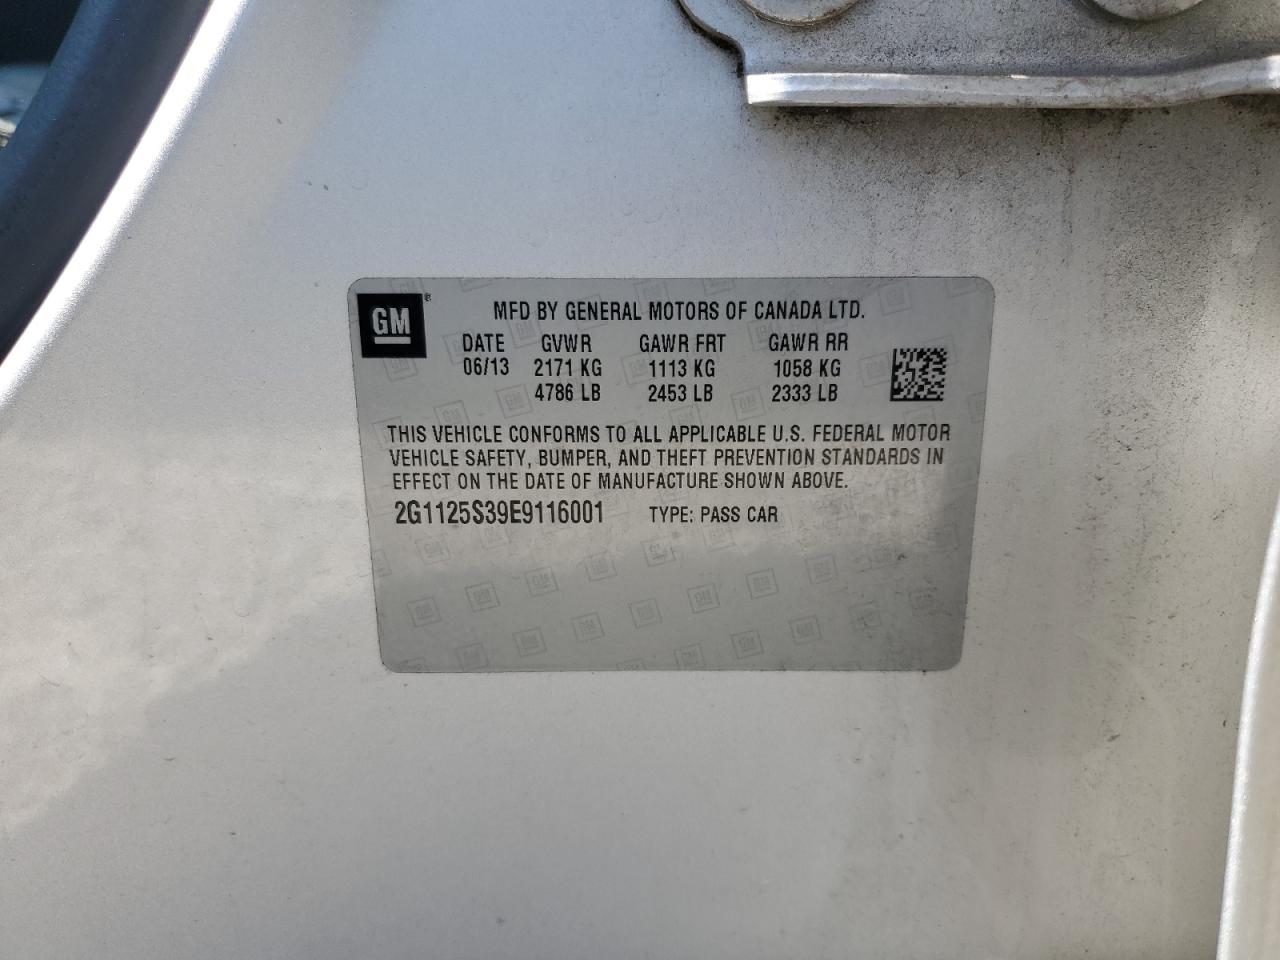 GM
MFD BY GENERAL MOTORS OF CANADA LTD.
DATE GVWR GAWR FRT GAWR RR
06/13 2171 KG 1113 KG 1058 KG
4786 LB 2453 LB 2333 LB
THIS VEHICLE CONFORMS TO ALL APPLICABLE U.S. FEDERAL MOTOR
VEHICLE SAFETY, BUMPER, AND THEFT PREVENTION STANDARDS IN
EFFECT ON THE DATE OF MANUFACTURE SHOWN ABOVE.
2G1125S39E9116001 TYPE: PASS CAR